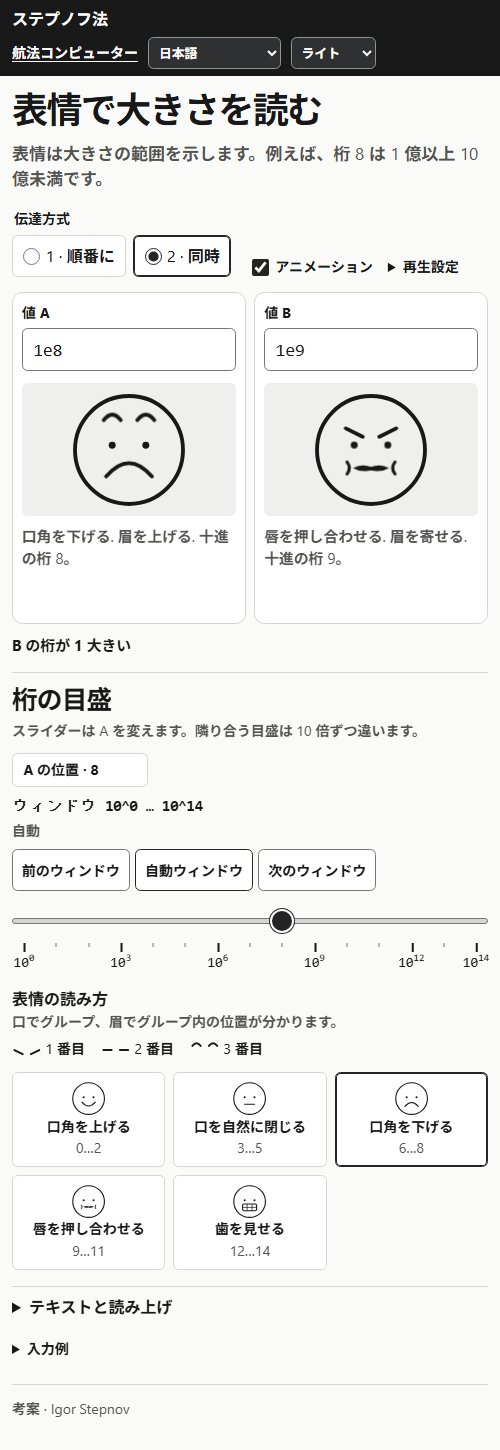 ステプノフ法
航法コンピューター 日本語 ライト
表情で大きさを読む
表情は大きさの範囲を示します。例えば、桁 8 は 1 億以上 10
億未満です。
伝達方式
1 · 順番に 2 · 同時 アニメーション ▶ 再生設定
値 A
1e8
口角を下げる. 眉を上げる. 十進
の桁 8。
値 B
1e9
唇を押し合わせる. 眉を寄せる.
十進の桁 9。
B の桁が 1 大きい
桁の目盛
スライダーは A を変えます。隣り合う目盛は 10 倍ずつ違います。
A の位置 · 8
ウィンドウ 10^0 … 10^14
自動
前のウィンドウ 自動ウィンドウ 次のウィンドウ
10⁰ 10³ 10⁶ 10⁹ 10¹² 10¹⁴
表情の読み方
口でグループ、眉でグループ内の位置が分かります。
1 番目 2 番目 3 番目
口角を上げる
0…2
口を自然に閉じる
3…5
口角を下げる
6…8
唇を押し合わせる
9…11
歯を見せる
12…14
▶ テキストと読み上げ
▶ 入力例
考案 · Igor Stepnov